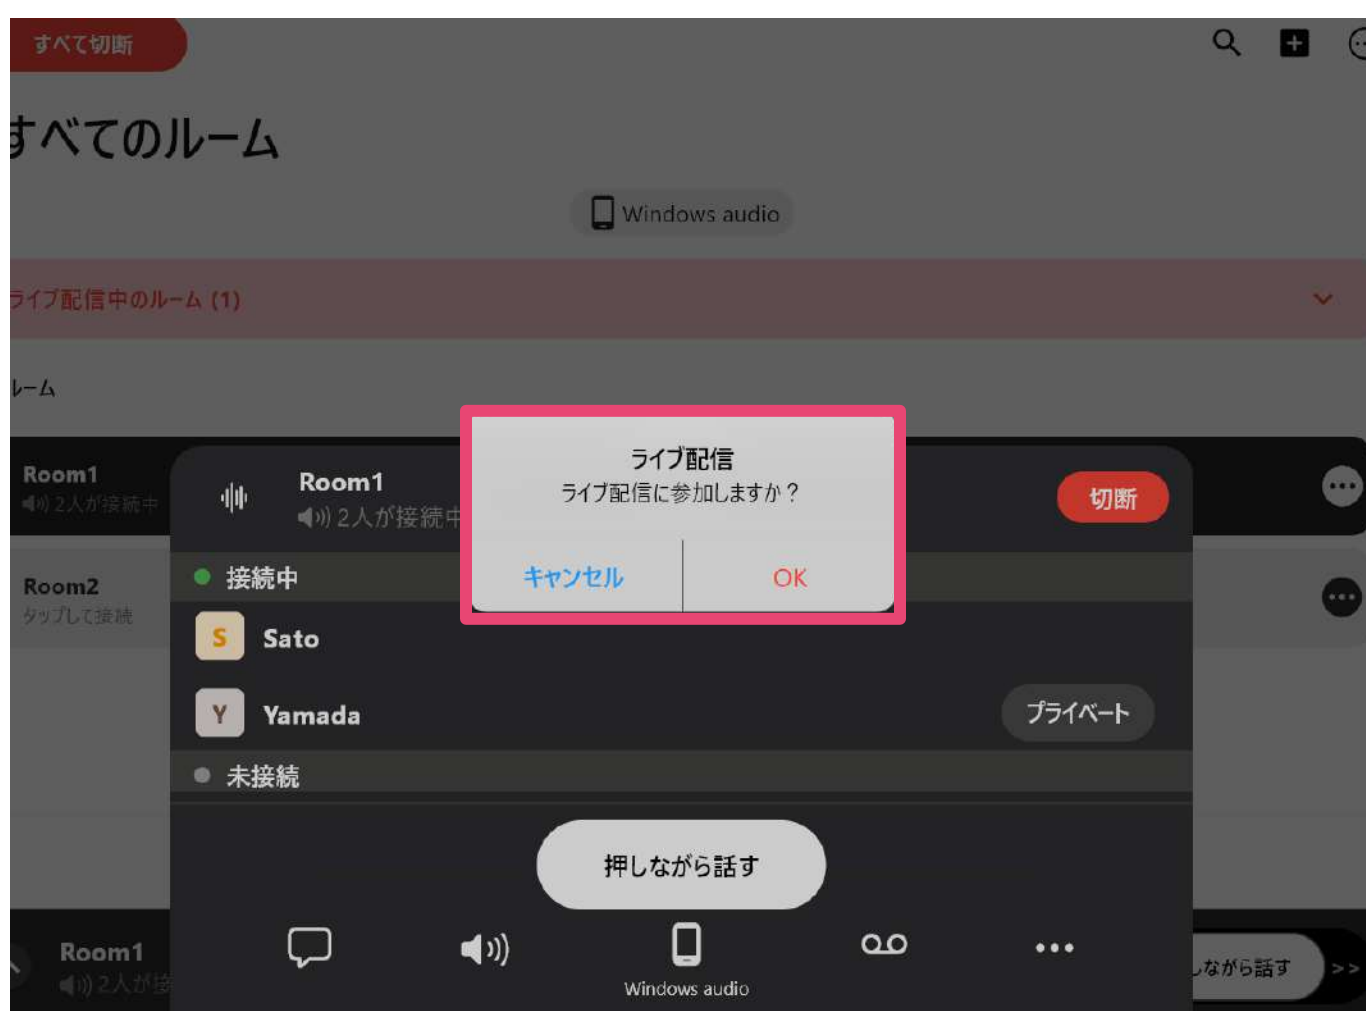 すべて切断
すべてのルーム
Windows audio
ライブ配信中のルーム (1)
ルーム
Room1
2人が接続中
Room2
タップして接続
Room1
2人が接続中
切断
ライブ配信
ライブ配信に参加しますか？
キャンセル
OK
接続中
S
Sato
Y
Yamada
プライベート
未接続
押しながら話す
Windows audio
Room1
2人が接
しながら話す
>>